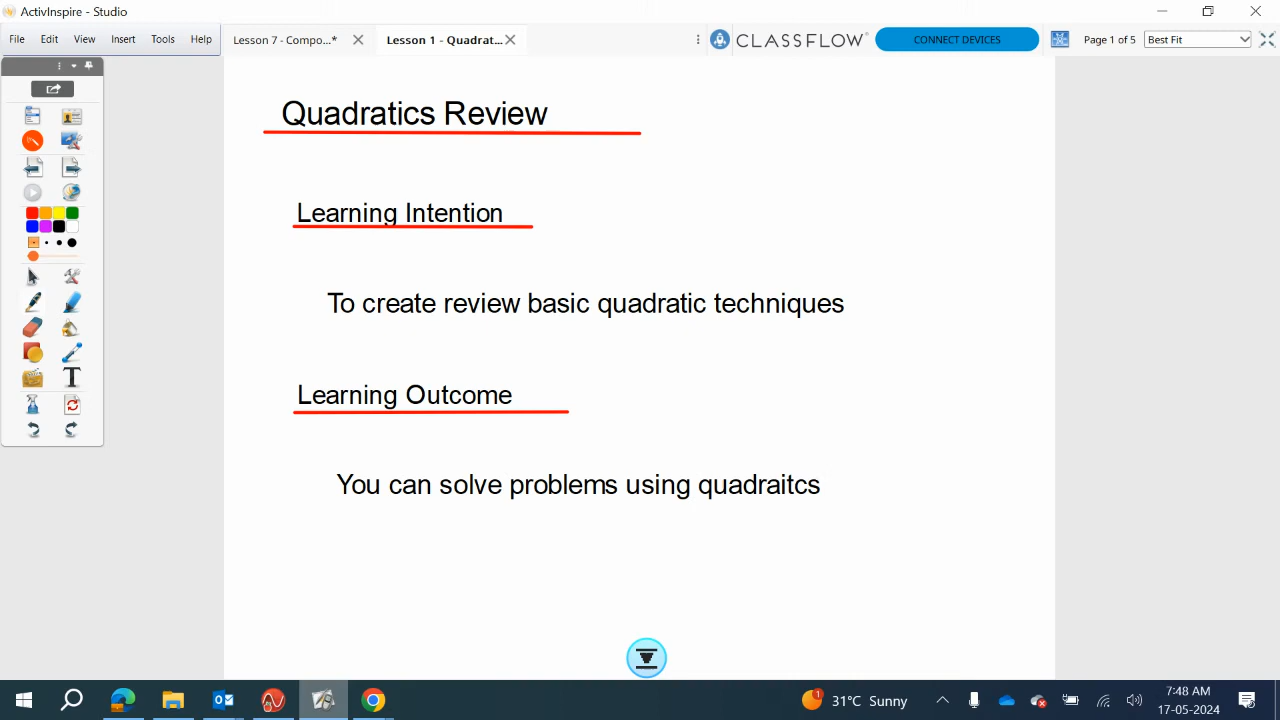 ActivInspire - Studio
File Edit View Insert Tools Help
Lesson 7 - Compo...*
Lesson 1 - Quadrat...
CLASSFLOW
CONNECT DEVICES
Page 1 of 5
Best Fit
Quadratics Review
Learning Intention
To create review basic quadratic techniques
Learning Outcome
You can solve problems using quadraitcs
1
31°C Sunny
7:48 AM
17-05-2024